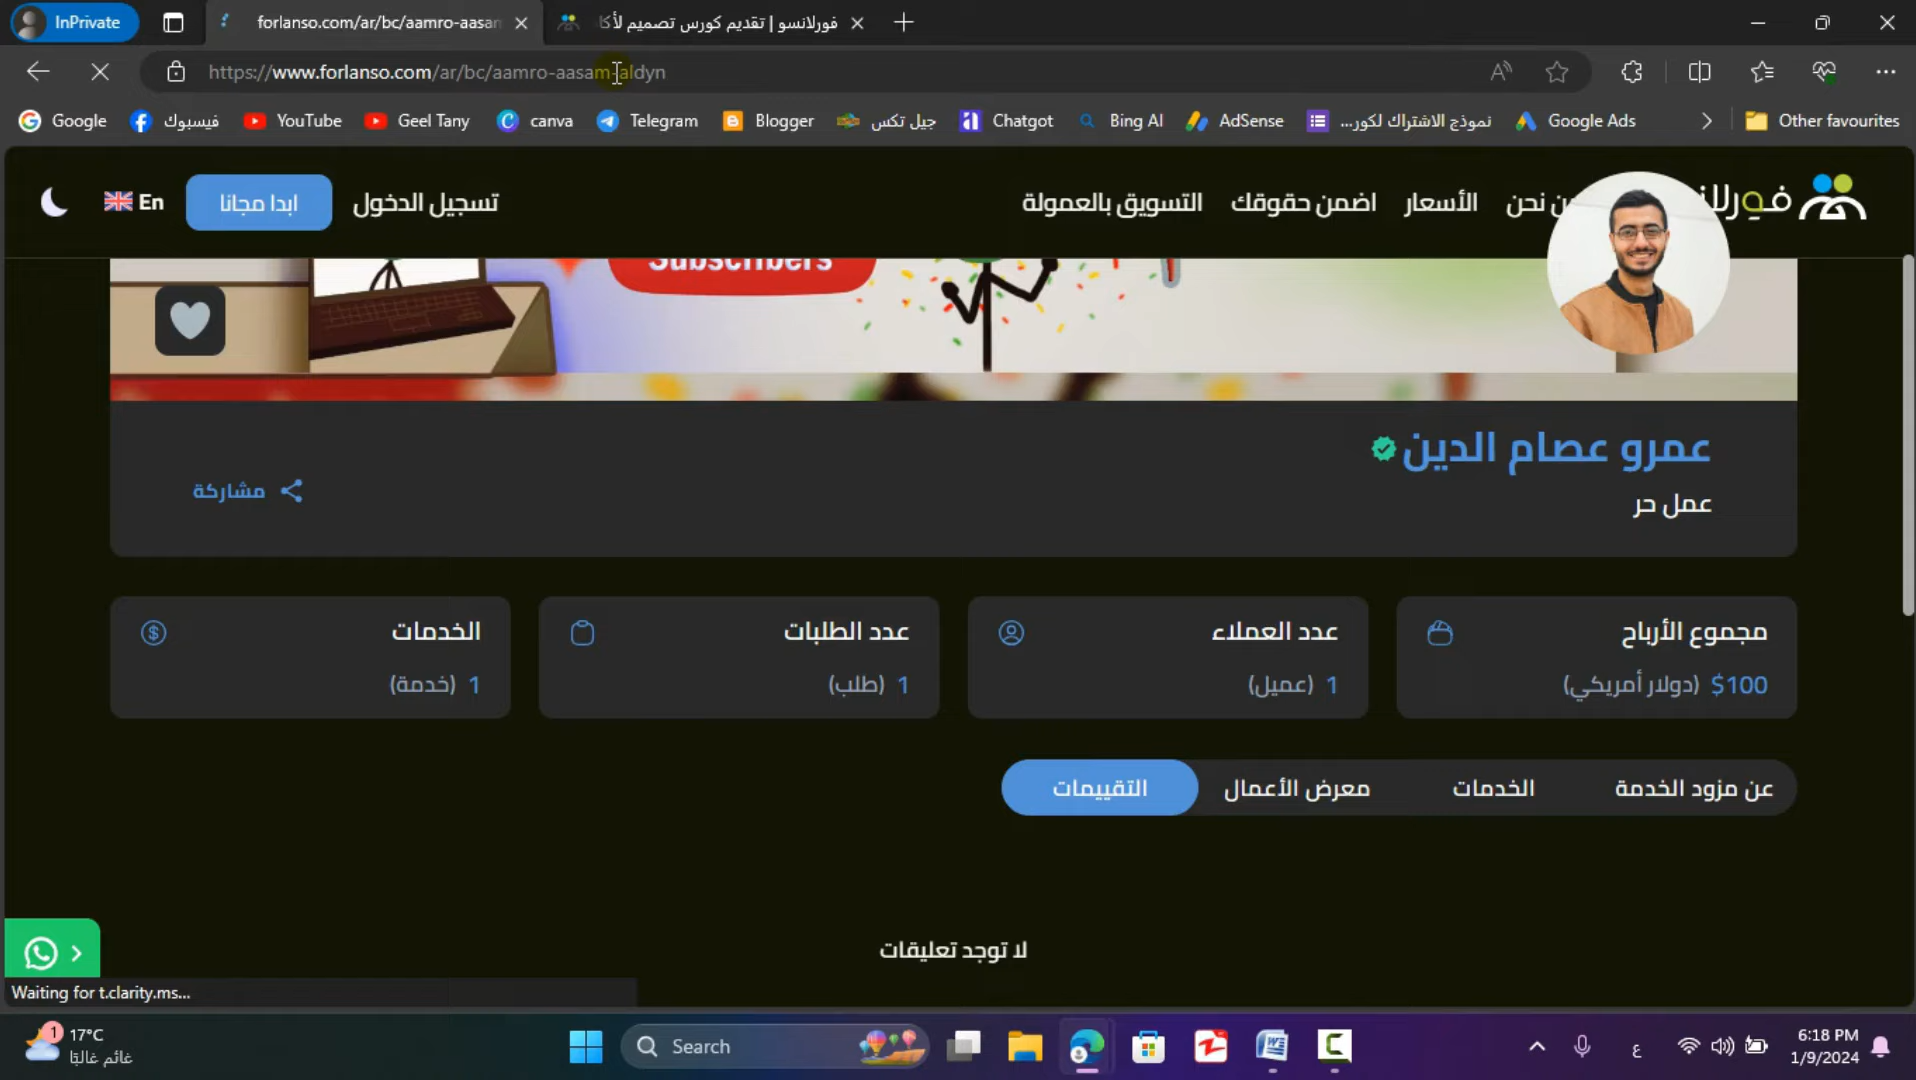 InPrivate
forlanso.com/ar/bc/aamro-aasam
فورلانسو | تقديم كورس تصميم لأكا
https://www.forlanso.com/ar/bc/aamro-aasam-aldyn
Google
فيسبوك
YouTube
Geel Tany
canva
Telegram
Blogger
جيل تكس
Chatgot
Bing AI
AdSense
نموذج الاشتراك لكور...
Google Ads
Other favourites
من نحن
الأسعار
اضمن حقوقك
التسويق بالعمولة
تسجيل الدخول
ابدا مجانا
En
Subscribers
عمرو عصام الدين
عمل حر
مشاركة
مجموع الأرباح
$100 (دولار أمريكي)
عدد العملاء
1 (عميل)
عدد الطلبات
1 (طلب)
الخدمات
1 (خدمة)
عن مزود الخدمة
الخدمات
معرض الأعمال
التقييمات
لا توجد تعليقات
Waiting for t.clarity.ms...
1
17°C
غائم غالبًا
Search
ع
6:18 PM
1/9/2024